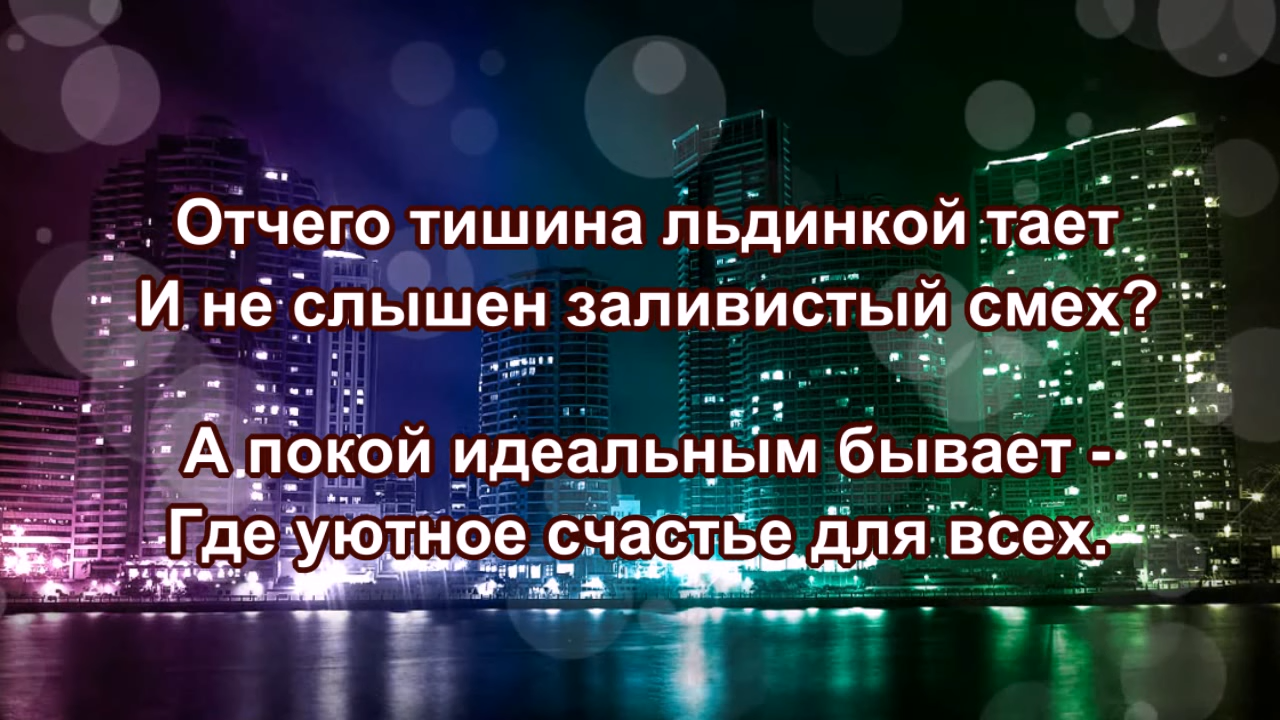 Отчего тишина льдинкой тает
И не слышен заливистый смех?
А покой идеальным бывает -
Где уютное счастье для всех.